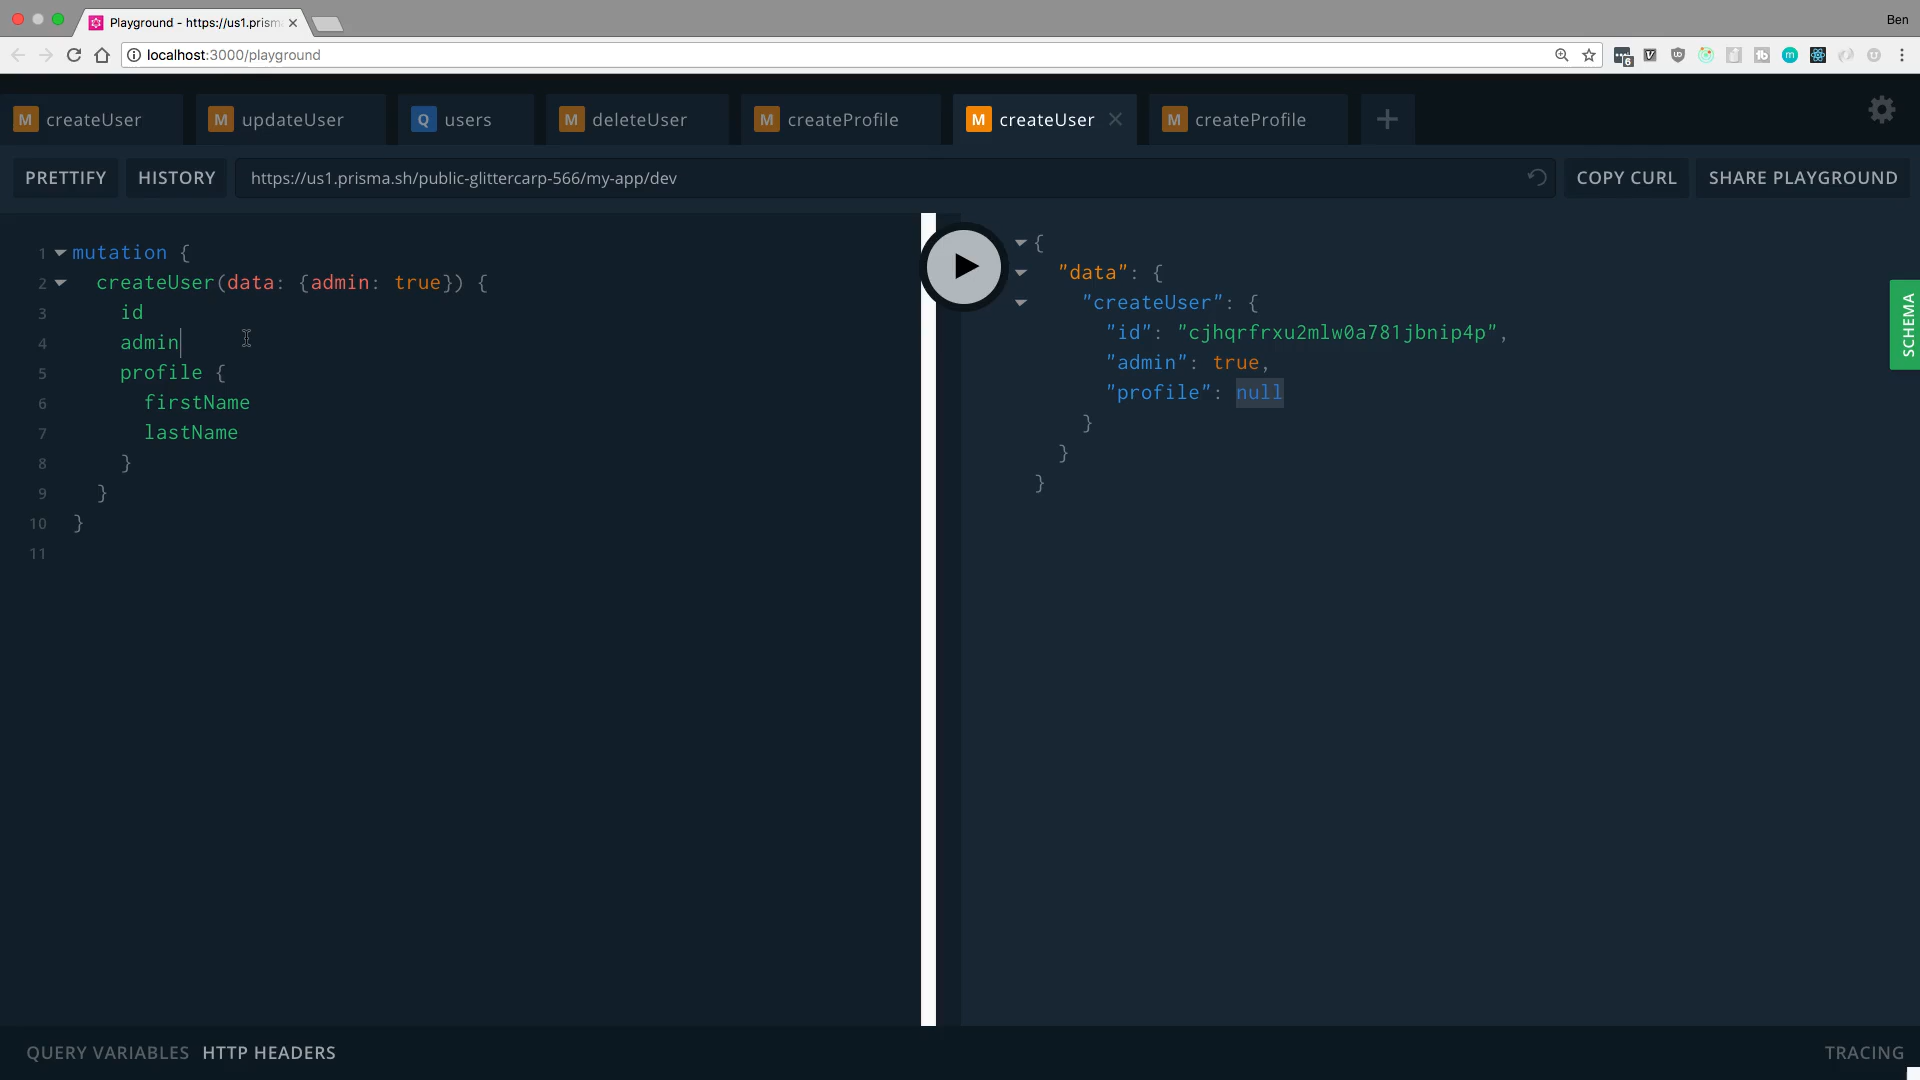 Playground - https://us1.prism
Ben
localhost:3000/playground
6
M createUser
M updateUser
Q users
M deleteUser
M createProfile
M createUser
M createProfile
PRETTIFY
HISTORY
https://us1.prisma.sh/public-glittercarp-566/my-app/dev
COPY CURL
SHARE PLAYGROUND
1 mutation {
2 createUser(data: {admin: true}) {
3 id
4 admin
5 profile {
6 firstName
7 lastName
8 }
9 }
10 }
11
{
"data": {
"createUser": {
"id": "cjhqrfrxu2mlw0a781jbnip4p",
"admin": true,
"profile": null
}
}
}
SCHEMA
QUERY VARIABLES
HTTP HEADERS
TRACING